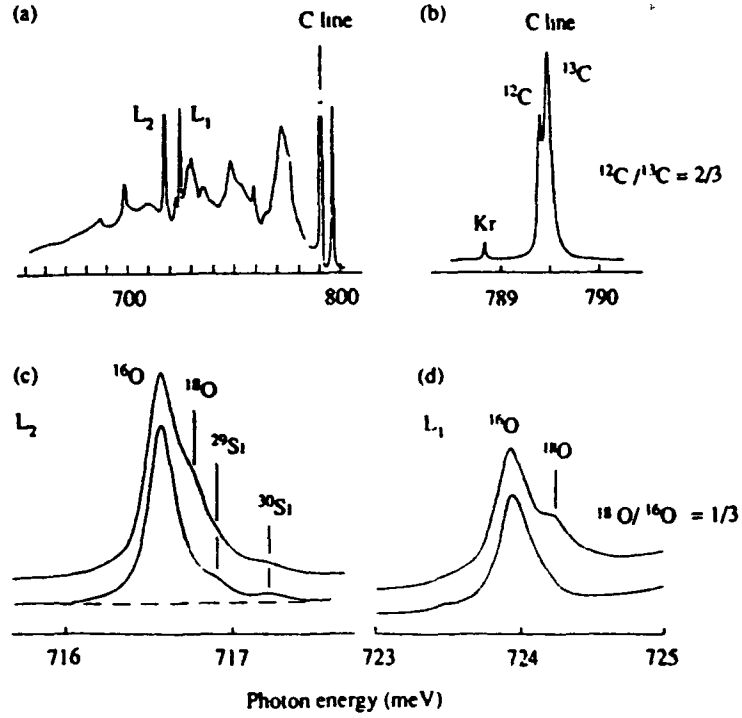 (a)
C line
L₂
L₁
700
800
(b)
C line
¹²C
¹³C
¹²C/¹³C = 2/3
Kr
789
790
(c)
L₂
¹⁶O
¹⁸O
²⁹Si
³⁰Si
716
717
(d)
L₁
¹⁶O
¹⁸O
¹⁸O/¹⁶O = 1/3
723
724
725
Photon energy (meV)